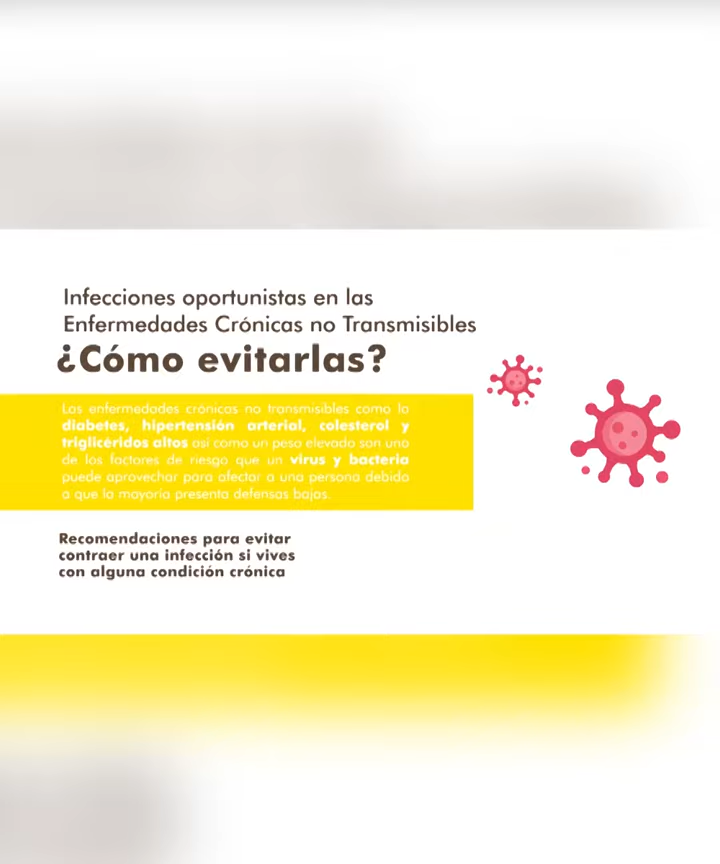 Infecciones oportunistas en las
Enfermedades Crónicas no Transmisibles
¿Cómo evitarlas?
Las enfermedades crónicas no transmisibles como la
diabetes, hipertensión arterial, colesterol y
triglicéridos altos así como un peso elevado son uno
de los factores de riesgo que un virus y bacteria
puede aprovechar para afectar a una persona debido
a que la mayoría presenta defensas bajas.
Recomendaciones para evitar
contraer una infección si vives
con alguna condición crónica